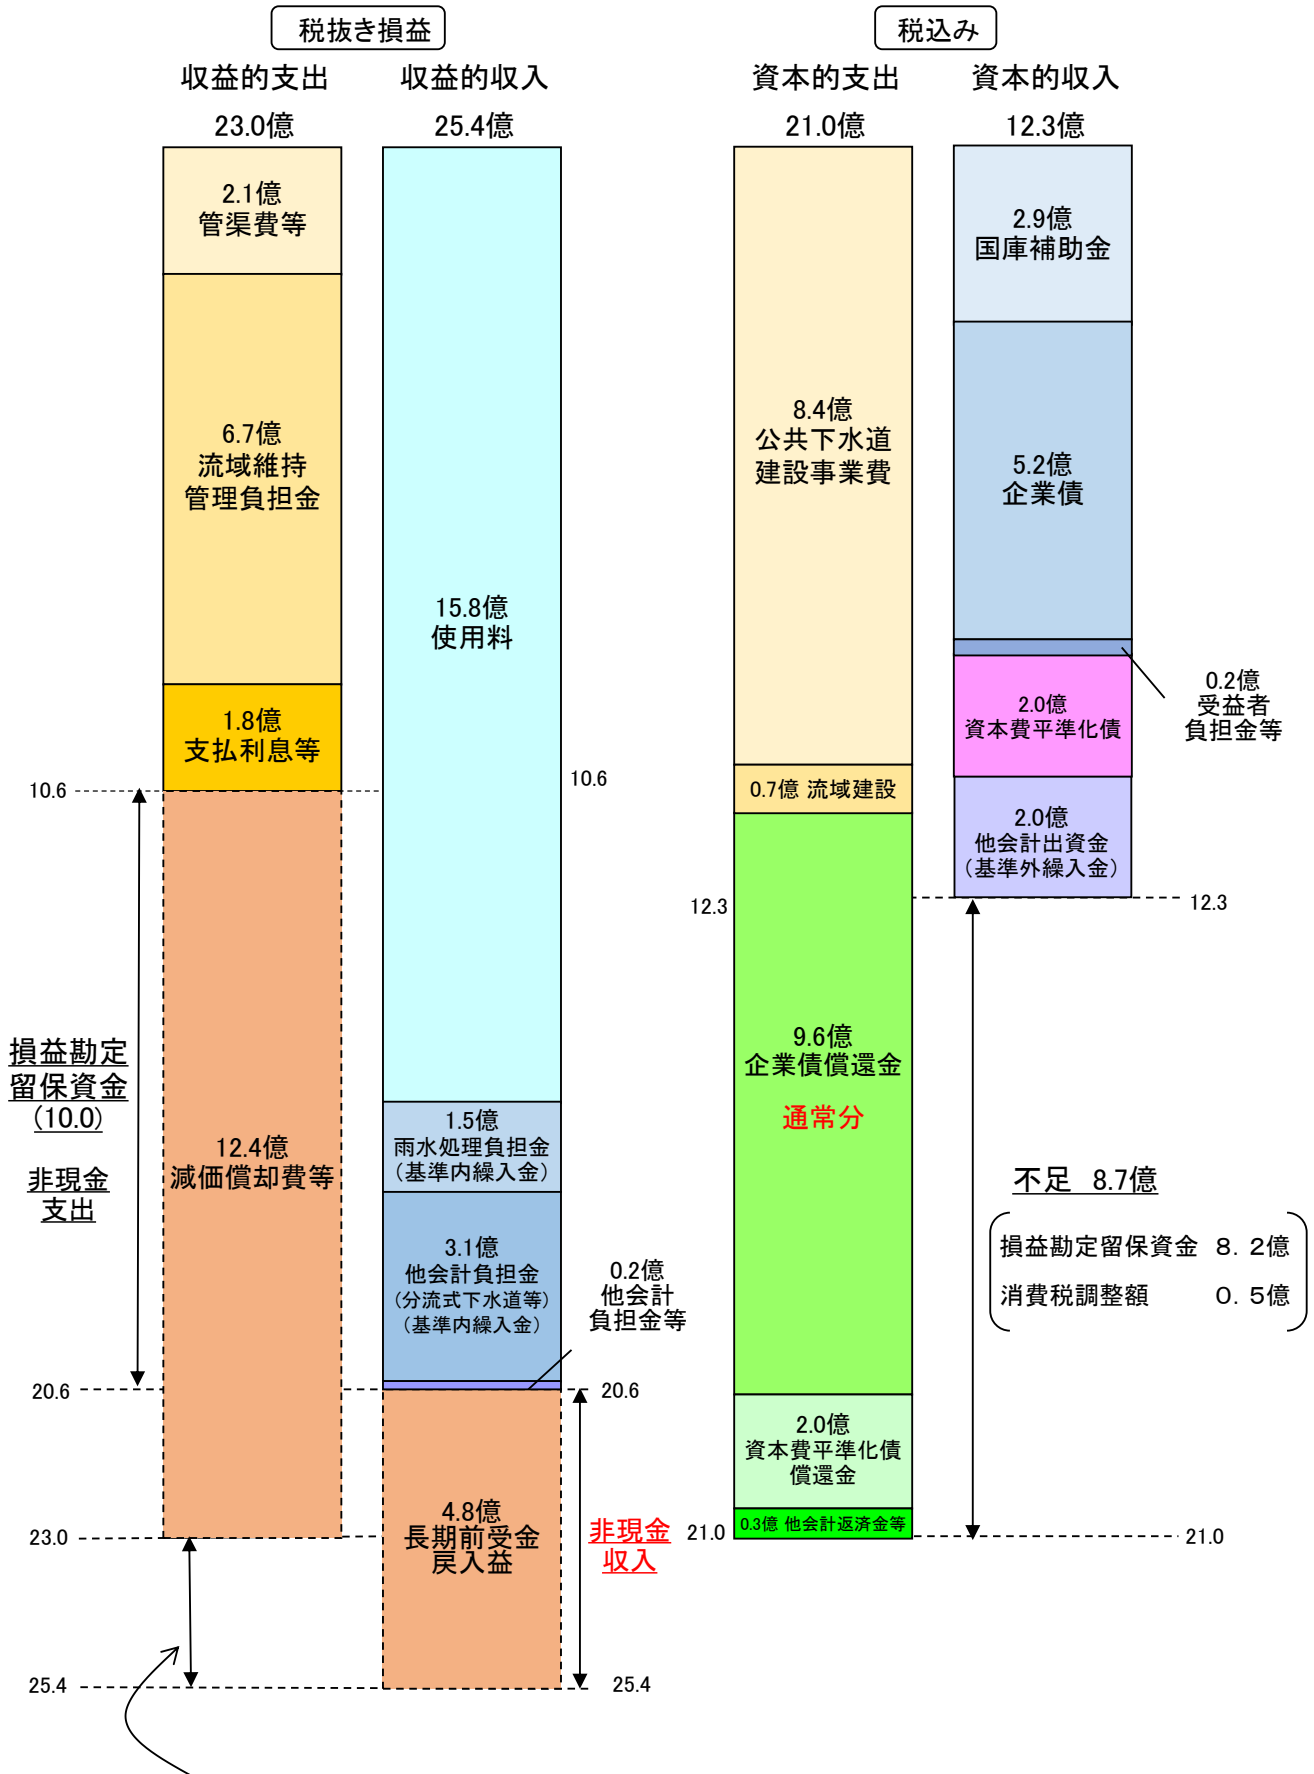 税抜き損益
税込み
収益的支出
収益的収入
資本的支出
資本的収入
23.0億
25.4億
21.0億
12.3億
2.1億
管渠費等
6.7億
流域維持
管理負担金
1.8億
支払利息等
10.6
12.4億
減価償却費等
損益勘定
留保資金
(10.0)
非現金
支出
20.6
23.0
25.4
15.8億
使用料
10.6
1.5億
雨水処理負担金
(基準内繰入金)
3.1億
他会計負担金
(分流式下水道等)
(基準内繰入金)
0.2億
他会計
負担金等
20.6
4.8億
長期前受金
戻入益
非現金
収入
25.4
8.4億
公共下水道
建設事業費
0.7億 流域建設
12.3
9.6億
企業債償還金
通常分
2.0億
資本費平準化債
償還金
0.3億 他会計返済金等
21.0
2.9億
国庫補助金
5.2億
企業債
0.2億
受益者
負担金等
2.0億
資本費平準化債
2.0億
他会計出資金
(基準外繰入金)
12.3
不足 8.7億
損益勘定留保資金 8.2億
消費税調整額 0.5億
21.0